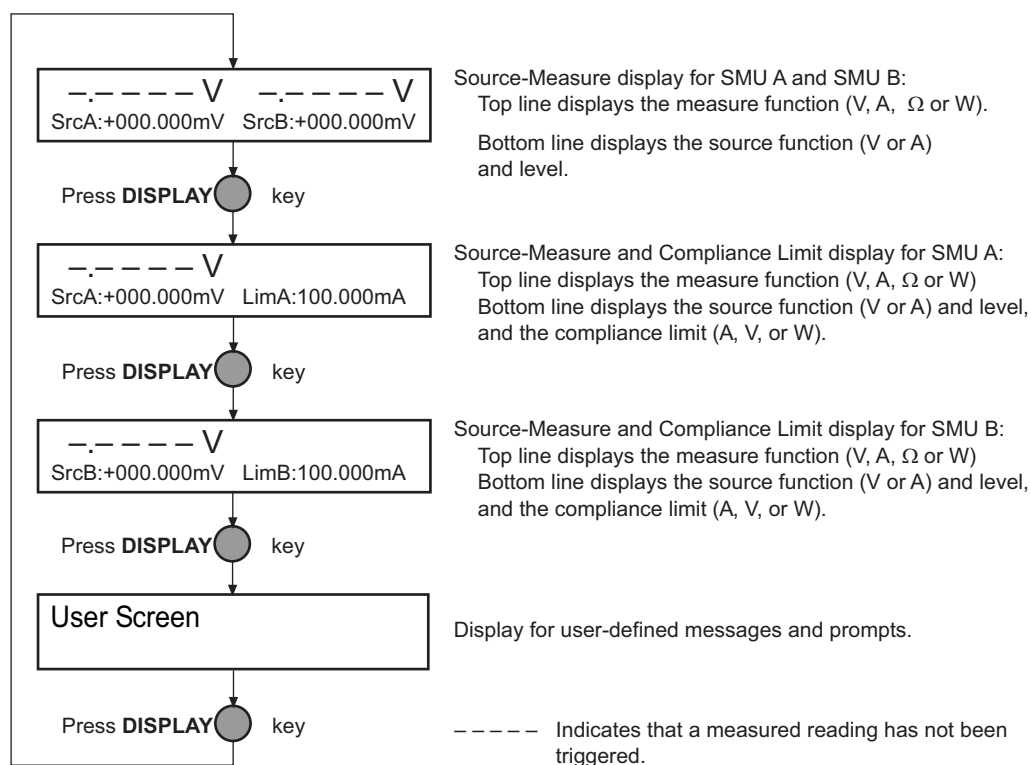 –.– – – – V –.– – – – V
SrcA:+000.000mV SrcB:+000.000mV
Source-Measure display for SMU A and SMU B:
Top line displays the measure function (V, A, Ω or W).
Bottom line displays the source function (V or A)
and level.
Press DISPLAY key
–.– – – – V
SrcA:+000.000mV LimA:100.000mA
Source-Measure and Compliance Limit display for SMU A:
Top line displays the measure function (V, A, Ω or W)
Bottom line displays the source function (V or A) and level,
and the compliance limit (A, V, or W).
Press DISPLAY key
–.– – – – V
SrcB:+000.000mV LimB:100.000mA
Source-Measure and Compliance Limit display for SMU B:
Top line displays the measure function (V, A, Ω or W)
Bottom line displays the source function (V or A) and level,
and the compliance limit (A, V, or W).
Press DISPLAY key
User Screen
Display for user-defined messages and prompts.
Press DISPLAY key
– – – – – Indicates that a measured reading has not been
triggered.